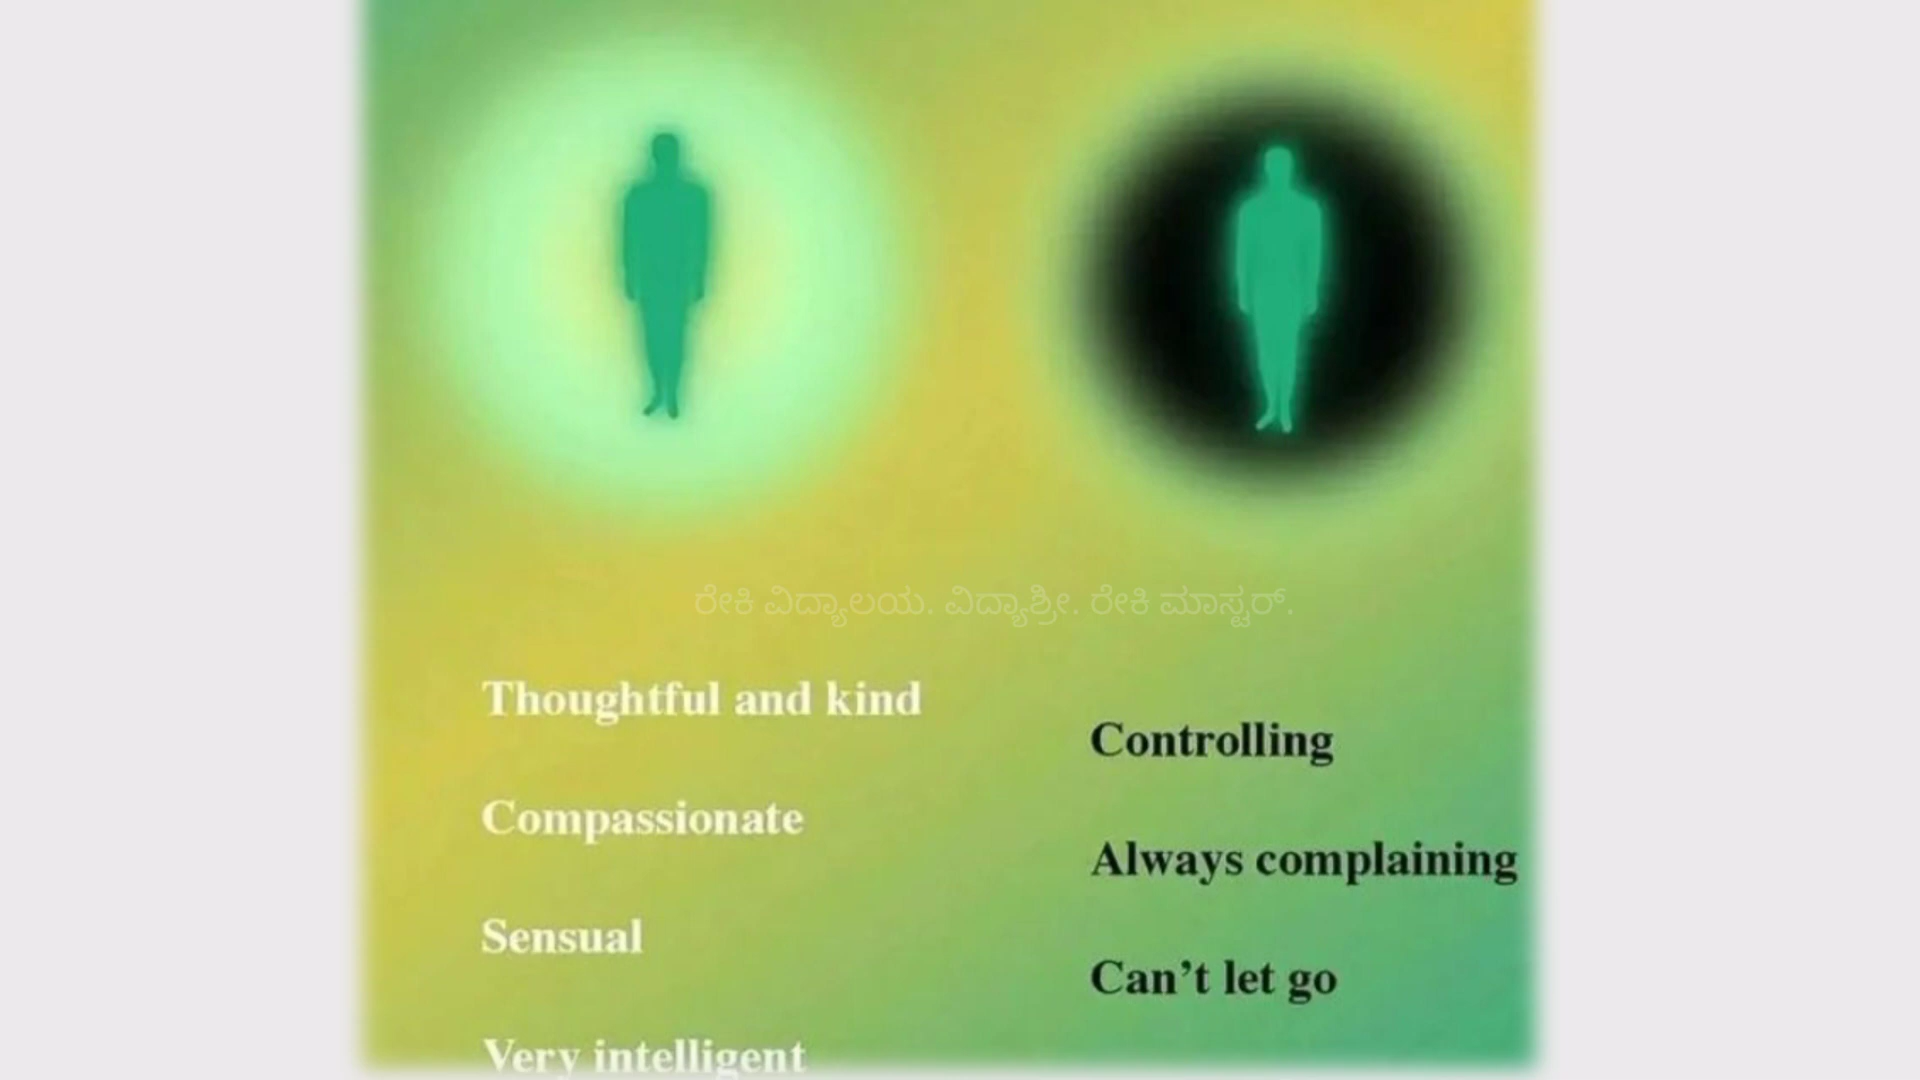 ರೇಕಿ ವಿದ್ಯಾಲಯ. ವಿದ್ಯಾಶ್ರೀ. ರೇಕಿ ಮಾಸ್ಟರ್.
Thoughtful and kind
Compassionate
Sensual
Very intelligent
Controlling
Always complaining
Can't let go